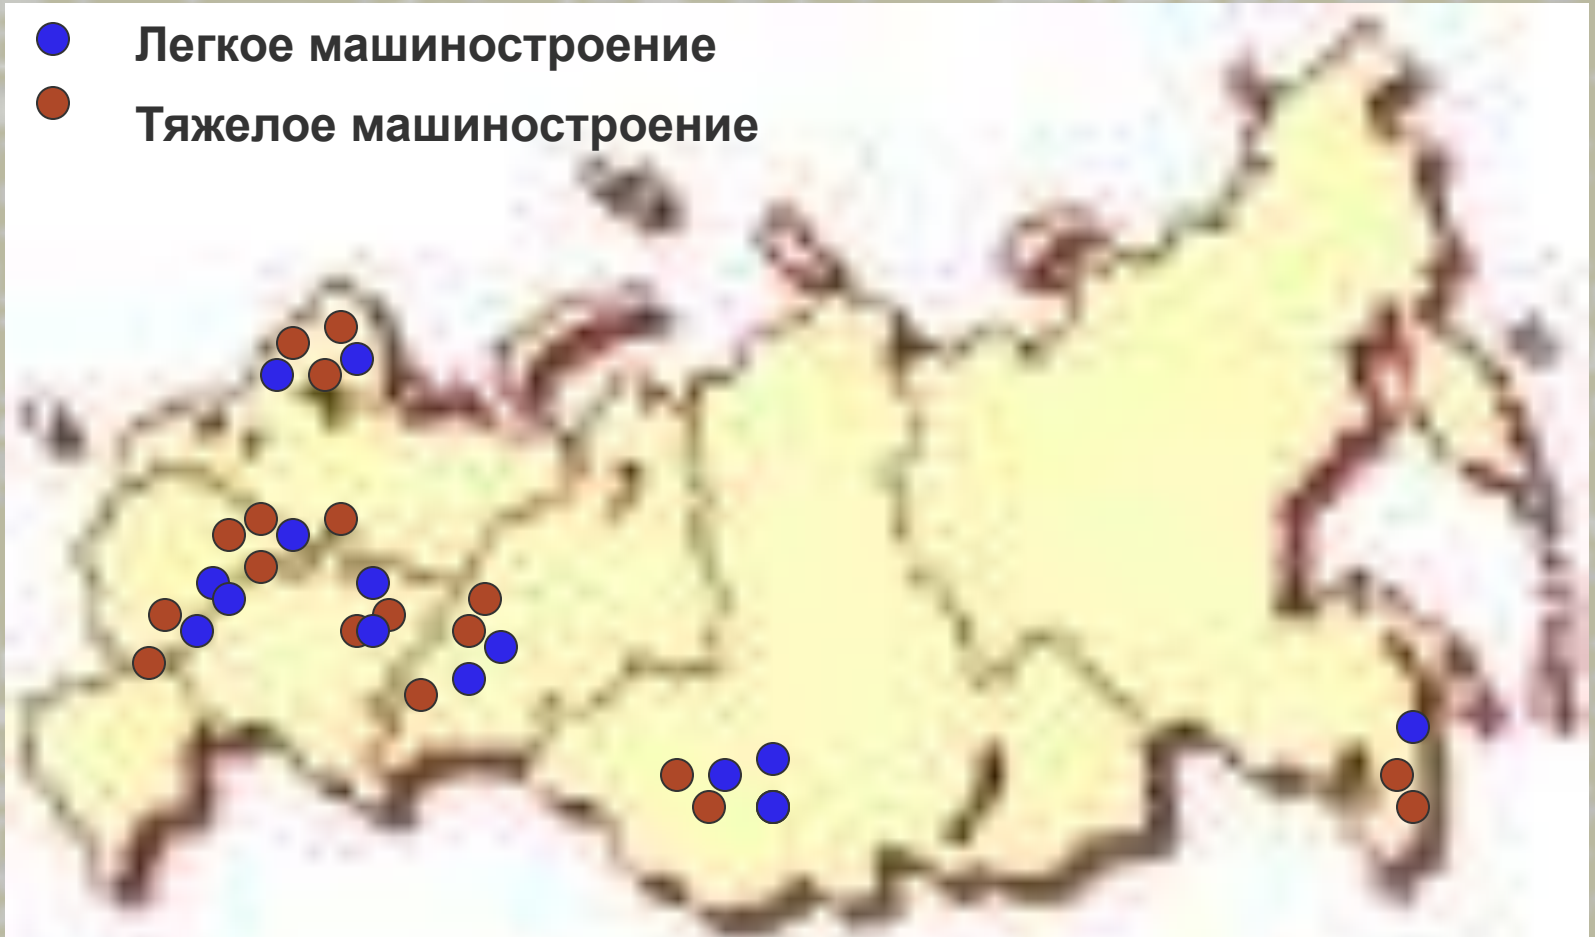 Легкое машиностроение
Тяжелое машиностроение